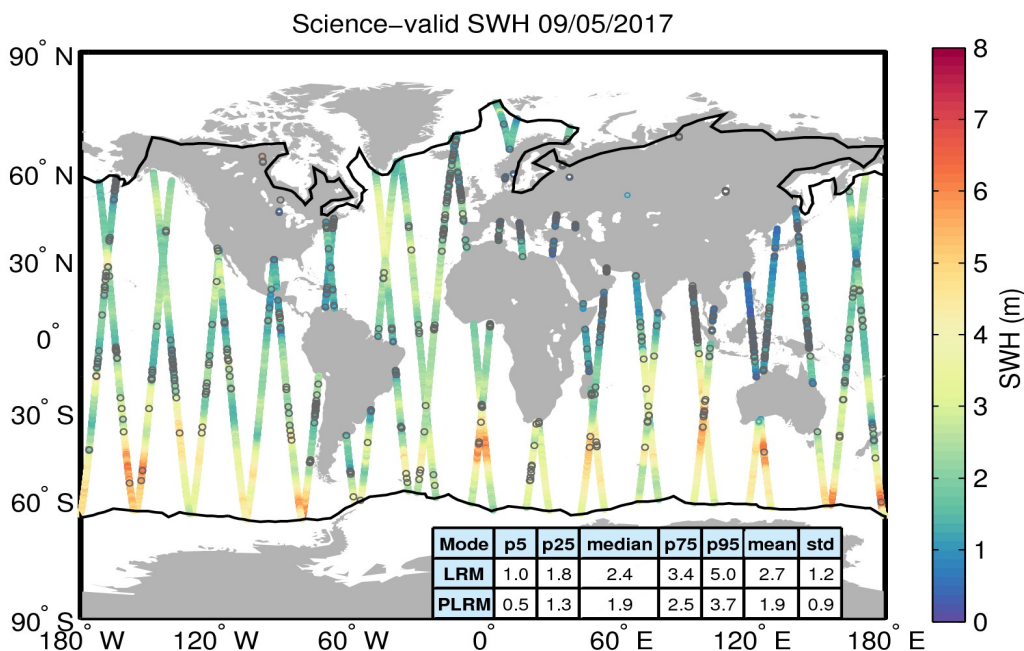 Science−valid SWH 09/05/2017
90° N
60° N
30° N
0°
30° S
60° S
90° S
180° W
120° W
60° W
0°
60° E
120° E
180° E
Mode p5 p25 median p75 p95 mean std
LRM 1.0 1.8 2.4 3.4 5.0 2.7 1.2
PLRM 0.5 1.3 1.9 2.5 3.7 1.9 0.9
8
7
6
5
4
3
2
1
0
SWH (m)